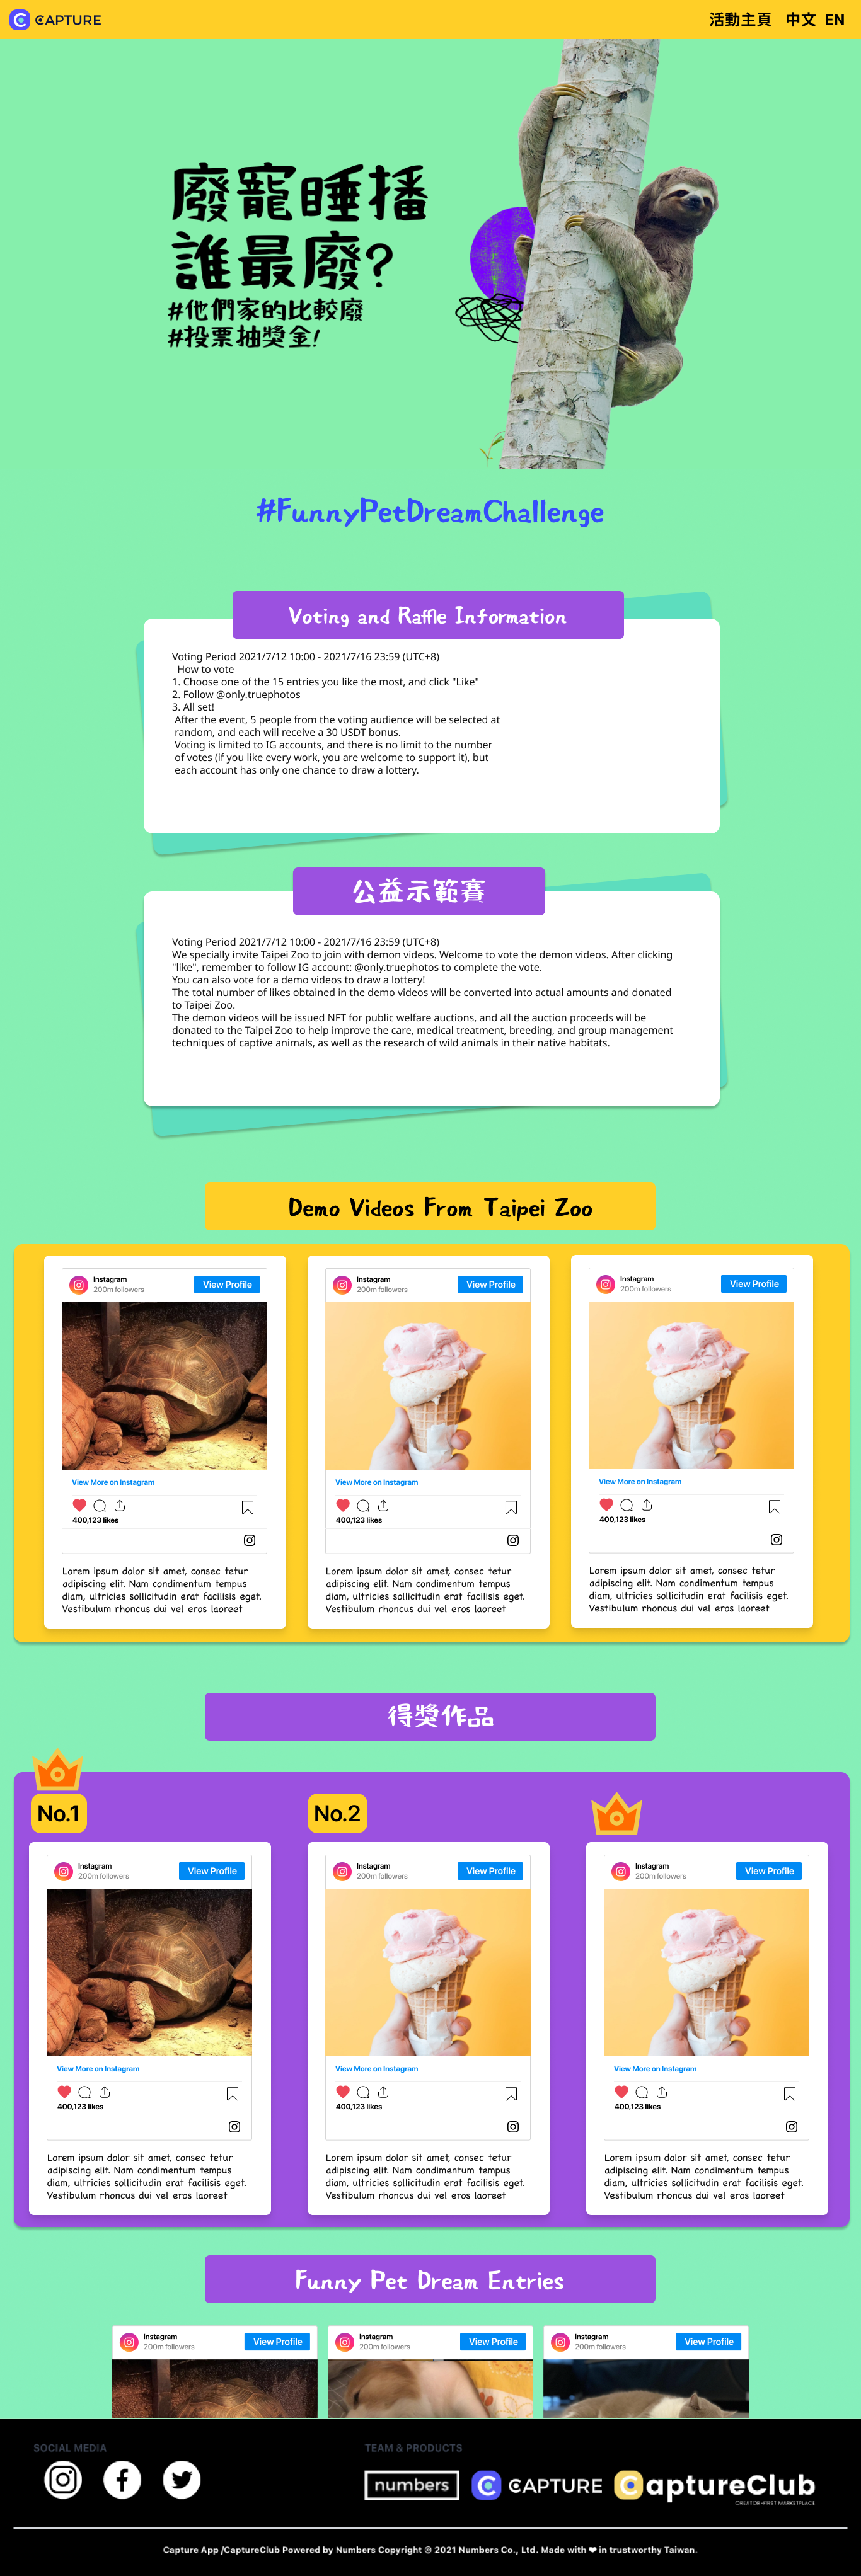 CAPTURE
活動主頁 中文 EN
廢寵睡播
誰最廢?
#他們家的比較廢
#投票抽獎金!
#FunnyPetDreamChallenge
Voting and Raffle Information
Voting Period 2021/7/12 10:00 - 2021/7/16 23:59 (UTC+8)
How to vote
1. Choose one of the 15 entries you like the most, and click "Like"
2. Follow @only.truephotos
3. All set!
After the event, 5 people from the voting audience will be selected at
random, and each will receive a 30 USDT bonus.
Voting is limited to IG accounts, and there is no limit to the number
of votes (if you like every work, you are welcome to support it), but
each account has only one chance to draw a lottery.
公益示範賽
Voting Period 2021/7/12 10:00 - 2021/7/16 23:59 (UTC+8)
We specially invite Taipei Zoo to join with demon videos. Welcome to vote the demon videos. After clicking
"like", remember to follow IG account: @only.truephotos to complete the vote.
You can also vote for a demo videos to draw a lottery!
The total number of likes obtained in the demo videos will be converted into actual amounts and donated
to Taipei Zoo.
The demon videos will be issued NFT for public welfare auctions, and all the auction proceeds will be
donated to the Taipei Zoo to help improve the care, medical treatment, breeding, and group management
techniques of captive animals, as well as the research of wild animals in their native habitats.
Demo Videos From Taipei Zoo
Instagram
200m followers
View Profile
View More on Instagram
400,123 likes
Lorem ipsum dolor sit amet, consec tetur
adipiscing elit. Nam condimentum tempus
diam, ultricies sollicitudin erat facilisis eget.
Vestibulum rhoncus dui vel eros laoreet
Instagram
200m followers
View Profile
View More on Instagram
400,123 likes
Lorem ipsum dolor sit amet, consec tetur
adipiscing elit. Nam condimentum tempus
diam, ultricies sollicitudin erat facilisis eget.
Vestibulum rhoncus dui vel eros laoreet
Instagram
200m followers
View Profile
View More on Instagram
400,123 likes
Lorem ipsum dolor sit amet, consec tetur
adipiscing elit. Nam condimentum tempus
diam, ultricies sollicitudin erat facilisis eget.
Vestibulum rhoncus dui vel eros laoreet
得獎作品
No.1
Instagram
200m followers
View Profile
View More on Instagram
400,123 likes
Lorem ipsum dolor sit amet, consec tetur
adipiscing elit. Nam condimentum tempus
diam, ultricies sollicitudin erat facilisis eget.
Vestibulum rhoncus dui vel eros laoreet
No.2
Instagram
200m followers
View Profile
View More on Instagram
400,123 likes
Lorem ipsum dolor sit amet, consec tetur
adipiscing elit. Nam condimentum tempus
diam, ultricies sollicitudin erat facilisis eget.
Vestibulum rhoncus dui vel eros laoreet
Instagram
200m followers
View Profile
View More on Instagram
400,123 likes
Lorem ipsum dolor sit amet, consec tetur
adipiscing elit. Nam condimentum tempus
diam, ultricies sollicitudin erat facilisis eget.
Vestibulum rhoncus dui vel eros laoreet
Funny Pet Dream Entries
Instagram
200m followers
View Profile
Instagram
200m followers
View Profile
Instagram
200m followers
View Profile
SOCIAL MEDIA
TEAM & PRODUCTS
numbers
CAPTURE
CaptureClub
CREATOR-FIRST MARKETPLACE
Capture App /CaptureClub Powered by Numbers Copyright © 2021 Numbers Co., Ltd. Made with ❤ in trustworthy Taiwan.